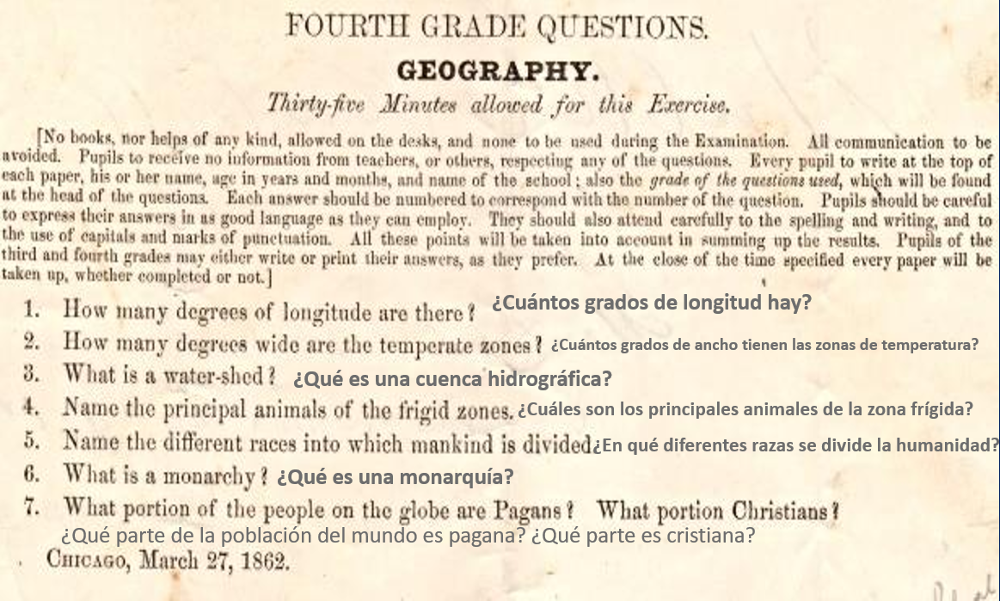 FOURTH GRADE QUESTIONS.
GEOGRAPHY.
Thirty-five Minutes allowed for this Exercise.
[No books, nor helps of any kind, allowed on the desks, and none to be used during the Examination. All communication to be
avoided. Pupils to receive no information from teachers, or others, respecting any of the questions. Every pupil to write at the top of
each paper, his or her name, age in years and months, and name of the school; also the grade of the questions used, which will be found
at the head of the questions. Each answer should be numbered to correspond with the number of the question. Pupils should be careful
to express their answers in as good language as they can employ. They should also attend carefully to the spelling and writing, and to
the use of capitals and marks of punctuation. All these points will be taken into account in summing up the results. Pupils of the
third and fourth grades may either write or print their answers, as they prefer. At the close of the time specified every paper will be
taken up, whether completed or not.]
1. How many degrees of longitude are there? ¿Cuántos grados de longitud hay?
2. How many degrees wide are the temperate zones? ¿Cuántos grados de ancho tienen las zonas de temperatura?
3. What is a water-shed? ¿Qué es una cuenca hidrográfica?
4. Name the principal animals of the frigid zones. ¿Cuáles son los principales animales de la zona frígida?
5. Name the different races into which mankind is divided ¿En qué diferentes razas se divide la humanidad?
6. What is a monarchy? ¿Qué es una monarquía?
7. What portion of the people on the globe are Pagans? What portion Christians?
¿Qué parte de la población del mundo es pagana? ¿Qué parte es cristiana?
CHICAGO, March 27, 1862.